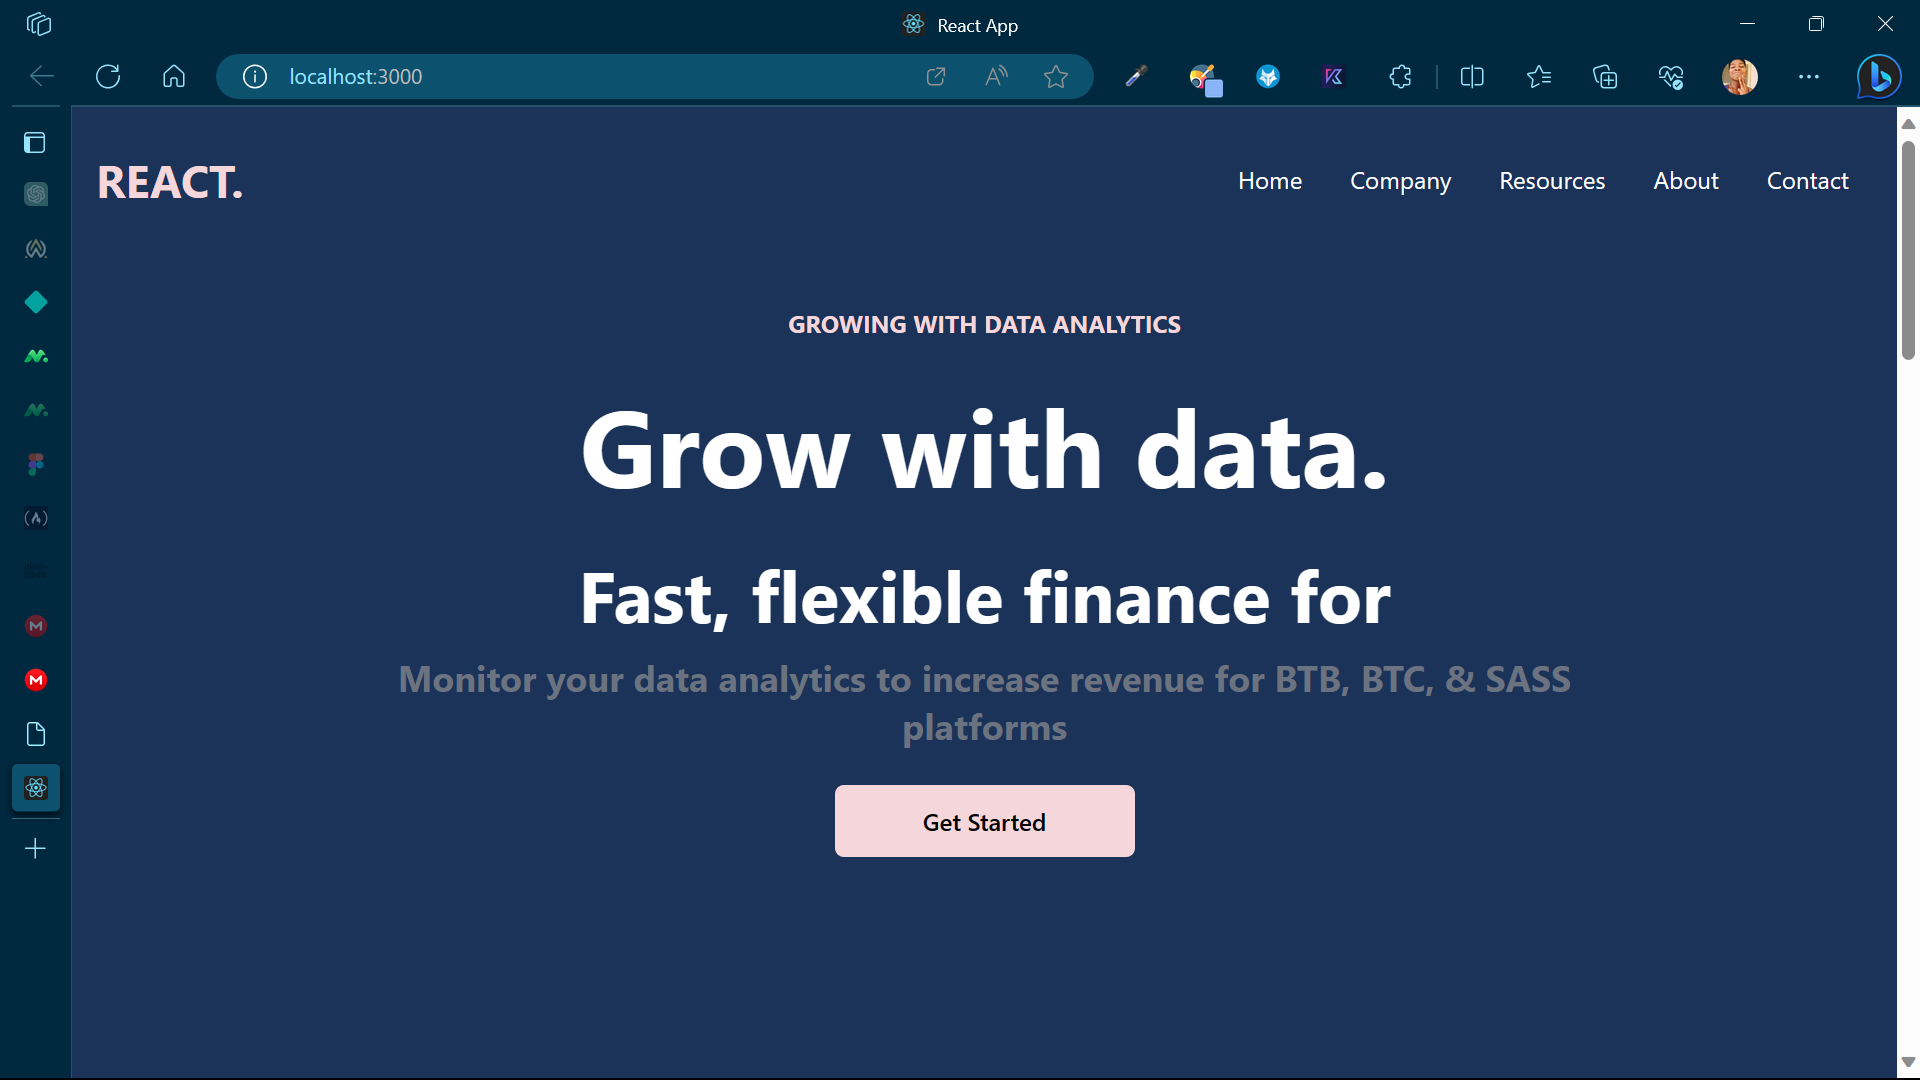 React App
localhost:3000
REACT.
Home Company Resources About Contact
GROWING WITH DATA ANALYTICS
Grow with data.
Fast, flexible finance for
Monitor your data analytics to increase revenue for BTB, BTC, & SASS
platforms
Get Started